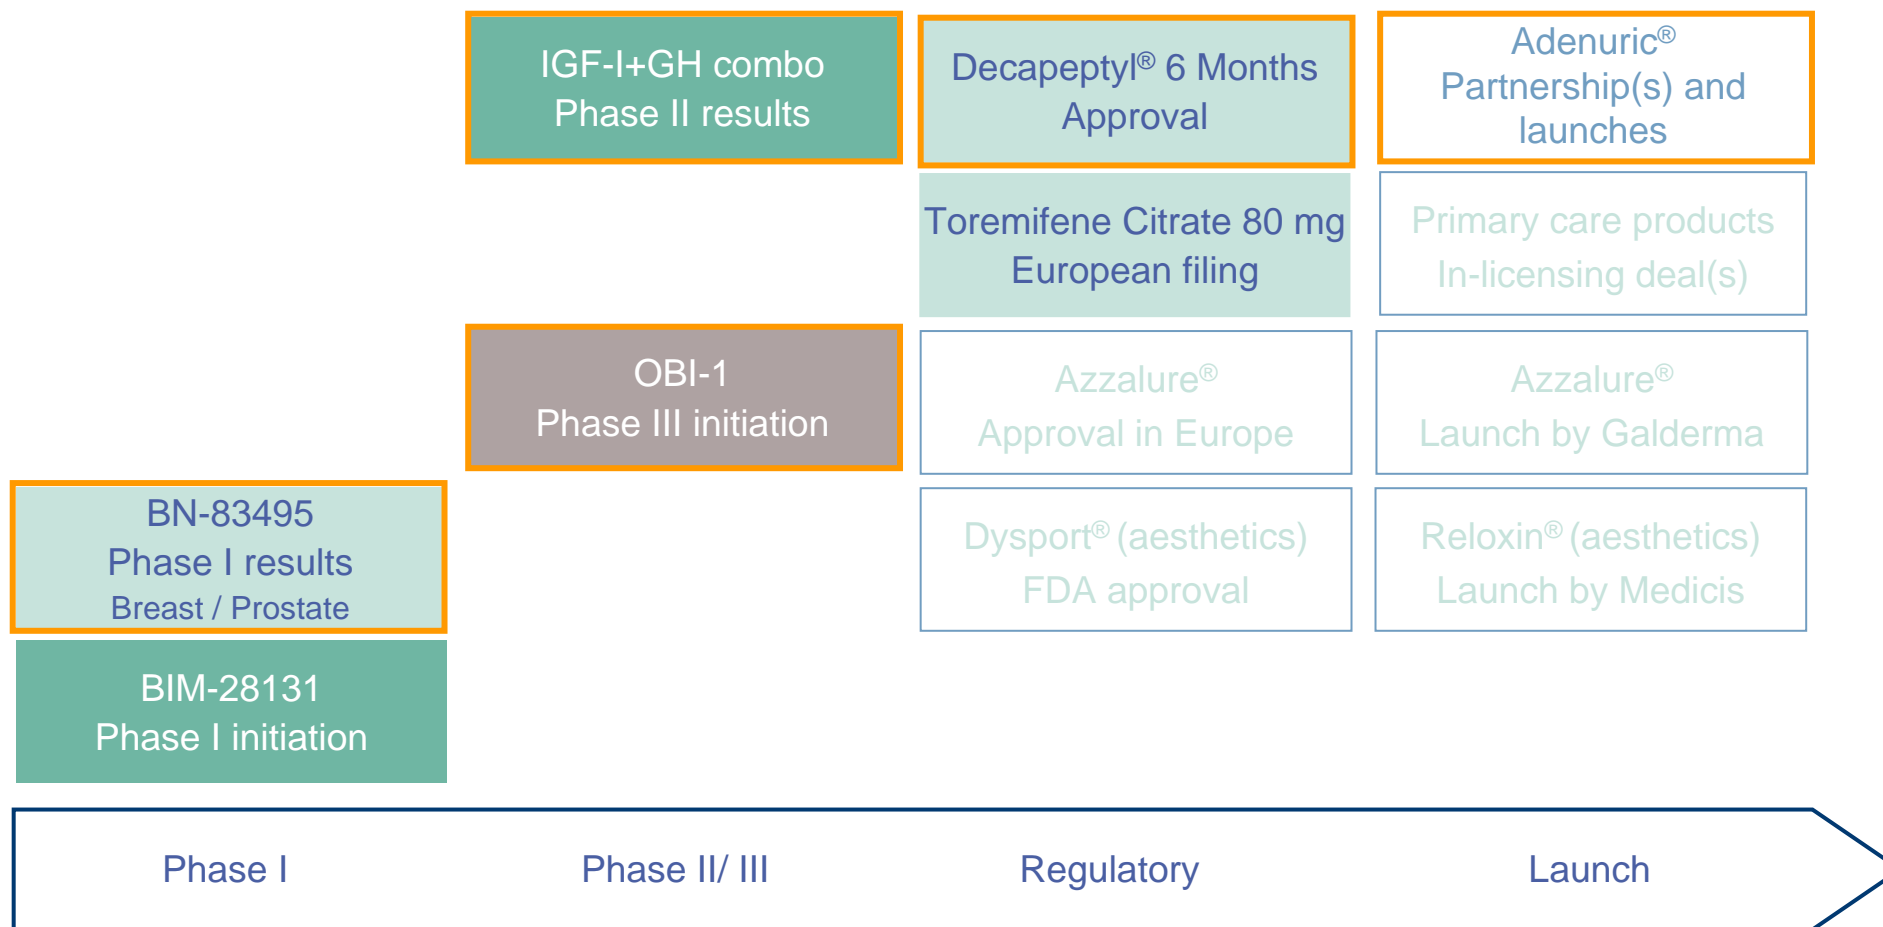 IGF-I+GH combo
Phase II results
Decapeptyl® 6 Months
Approval
Adenuric®
Partnership(s) and
launches
Toremifene Citrate 80 mg
European filing
Primary care products
In-licensing deal(s)
OBI-1
Phase III initiation
Azzalure®
Approval in Europe
Azzalure®
Launch by Galderma
BN-83495
Phase I results
Breast / Prostate
Dysport® (aesthetics)
FDA approval
Reloxin® (aesthetics)
Launch by Medicis
BIM-28131
Phase I initiation
Phase I
Phase II/ III
Regulatory
Launch